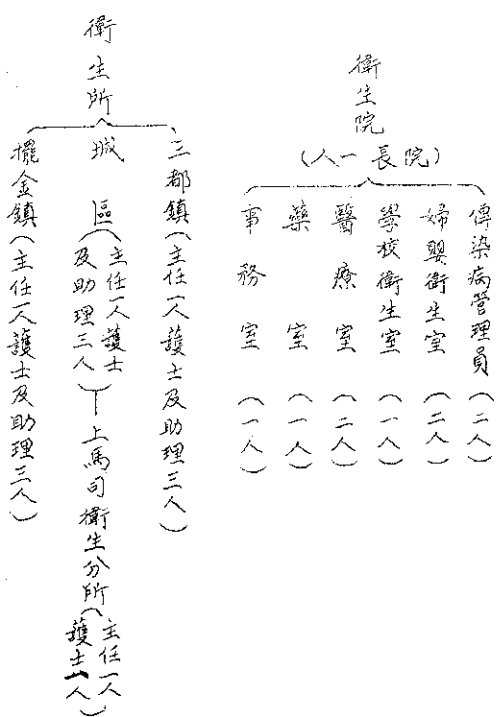 衛生院
（院長一人）
傳染病管理員（二人）
婦嬰衛生室（二人）
學校衛生室（一人）
醫療室（二人）
藥室（一人）
事務室（一人）
衛生所
三都鎮（主任一人護士及助理三人）
城區（主任一人護士
及助理三人）
上馬司衛生分所（主任一人
護士一人）
擺金鎮（主任一人護士及助理三人）